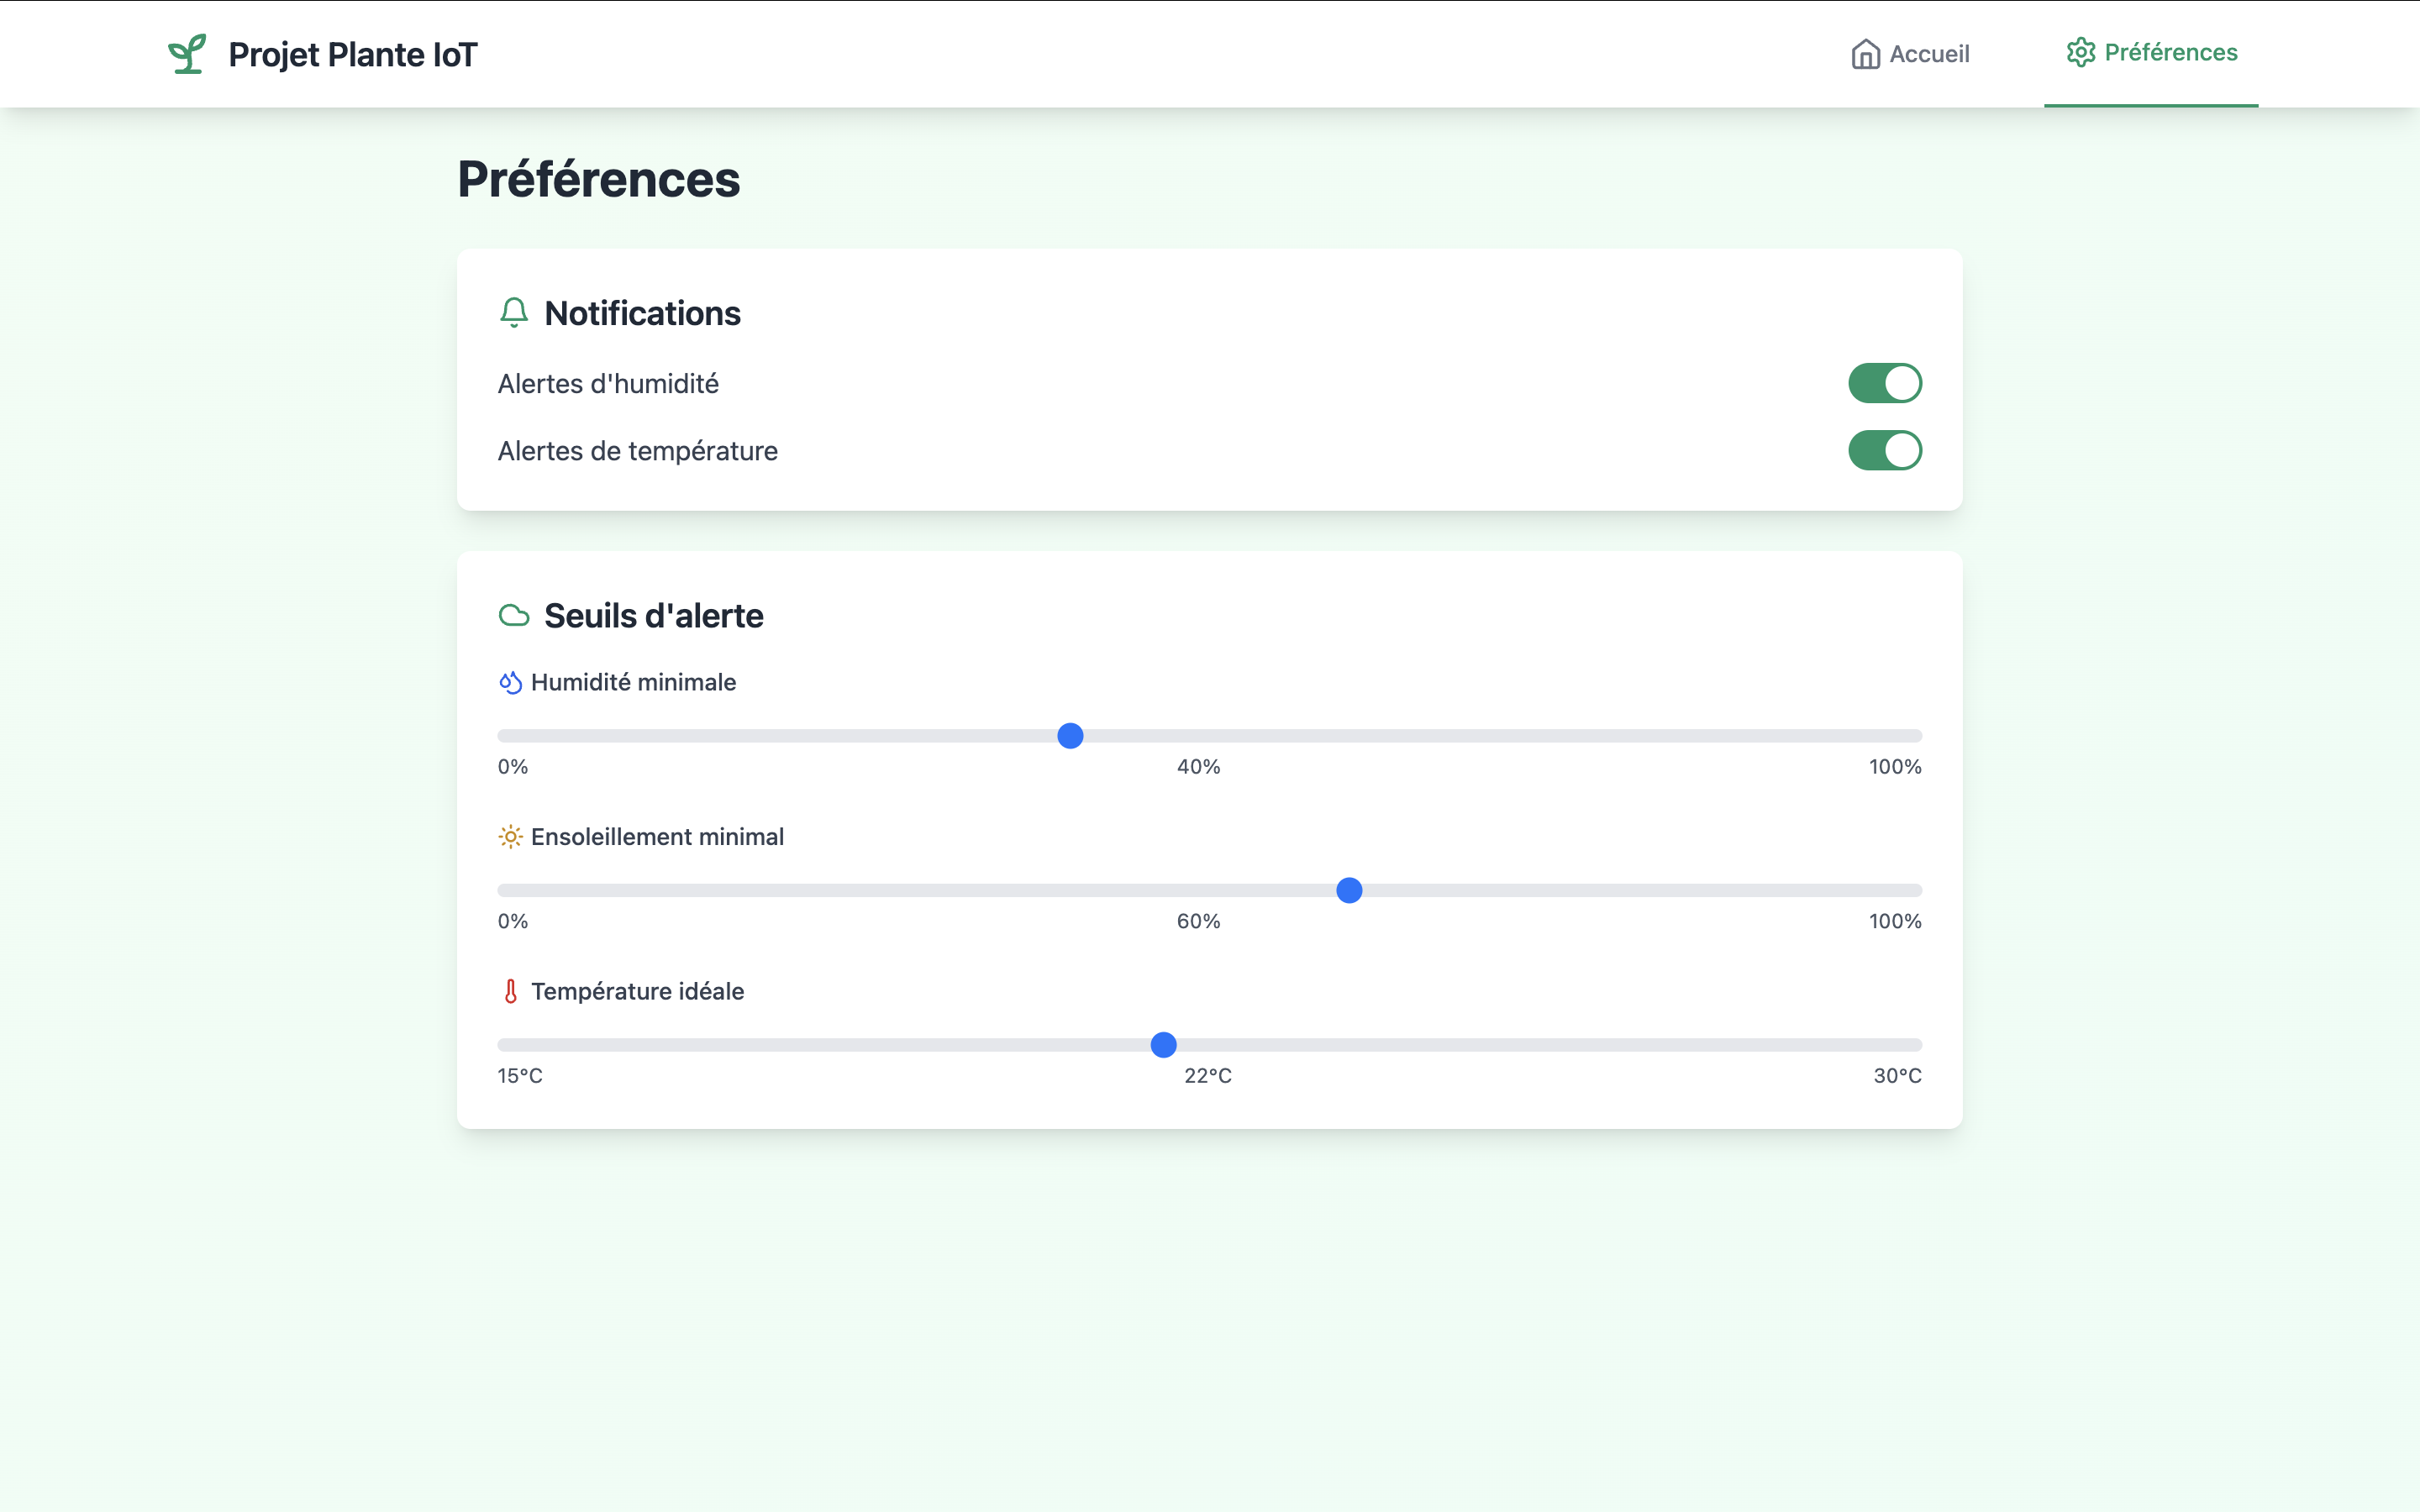 Projet Plante IoT
Accueil
Préférences
Préférences
Notifications
Alertes d'humidité
Alertes de température
Seuils d'alerte
Humidité minimale
0% 40% 100%
Ensoleillement minimal
0% 60% 100%
Température idéale
15°C 22°C 30°C